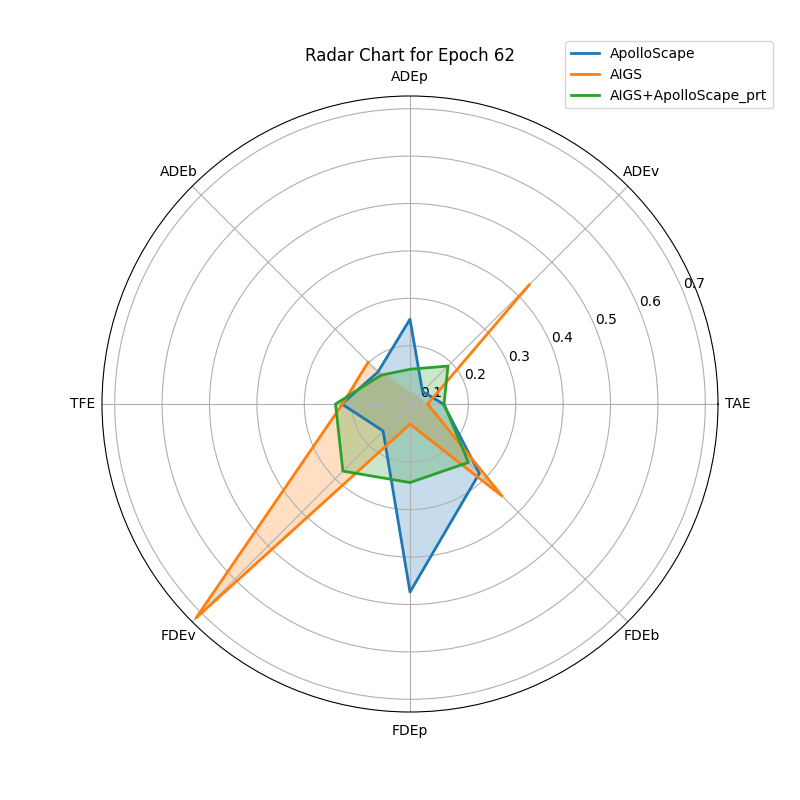 Radar Chart for Epoch 62
ApolloScape
AIGS
AIGS+ApolloScape_prt
ADEp
ADEb
ADEv
0.7
0.6
0.5
0.4
0.3
0.2
0.1
TFE
TAE
FDEv
FDEb
FDEp